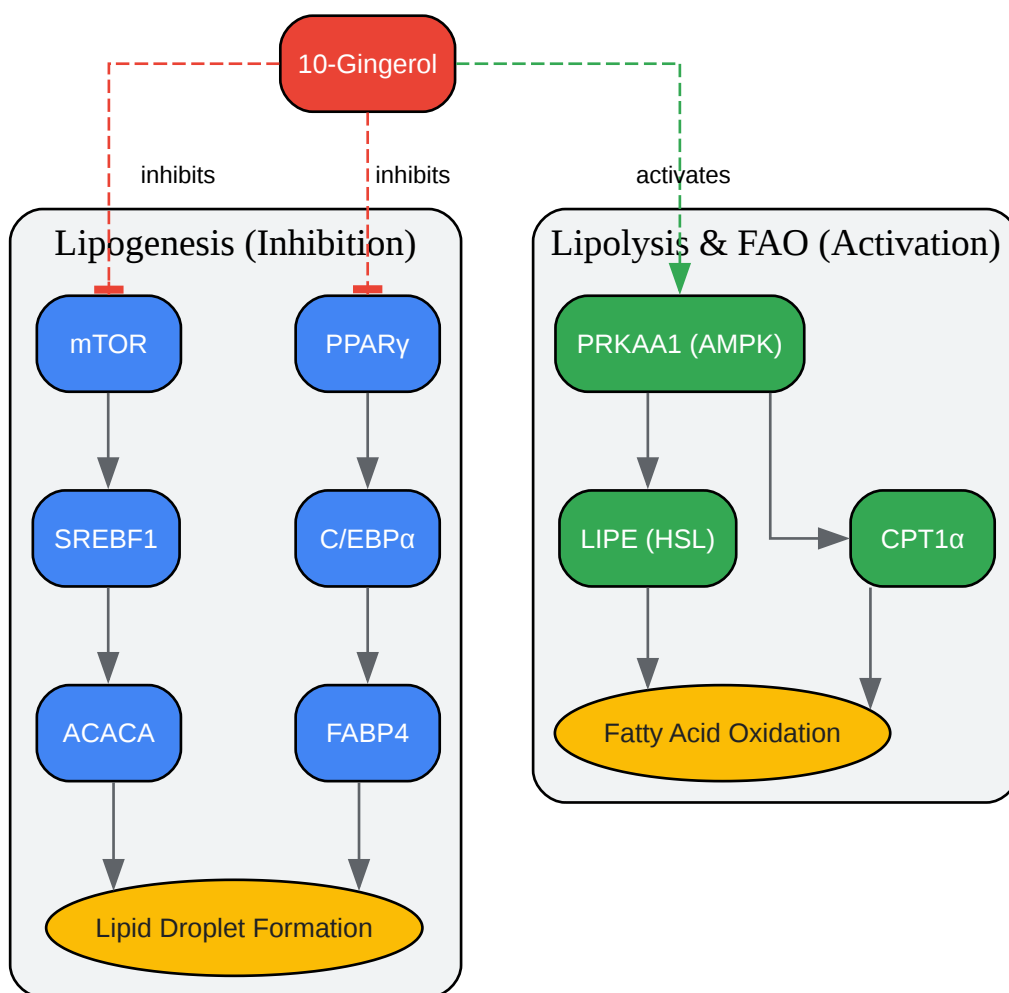 10-Gingerol
inhibits
inhibits
activates
Lipogenesis (Inhibition)
Lipolysis & FAO (Activation)
mTOR
PPARγ
PRKAA1 (AMPK)
SREBF1
C/EBPα
LIPE (HSL)
CPT1α
ACACA
FABP4
Fatty Acid Oxidation
Lipid Droplet Formation